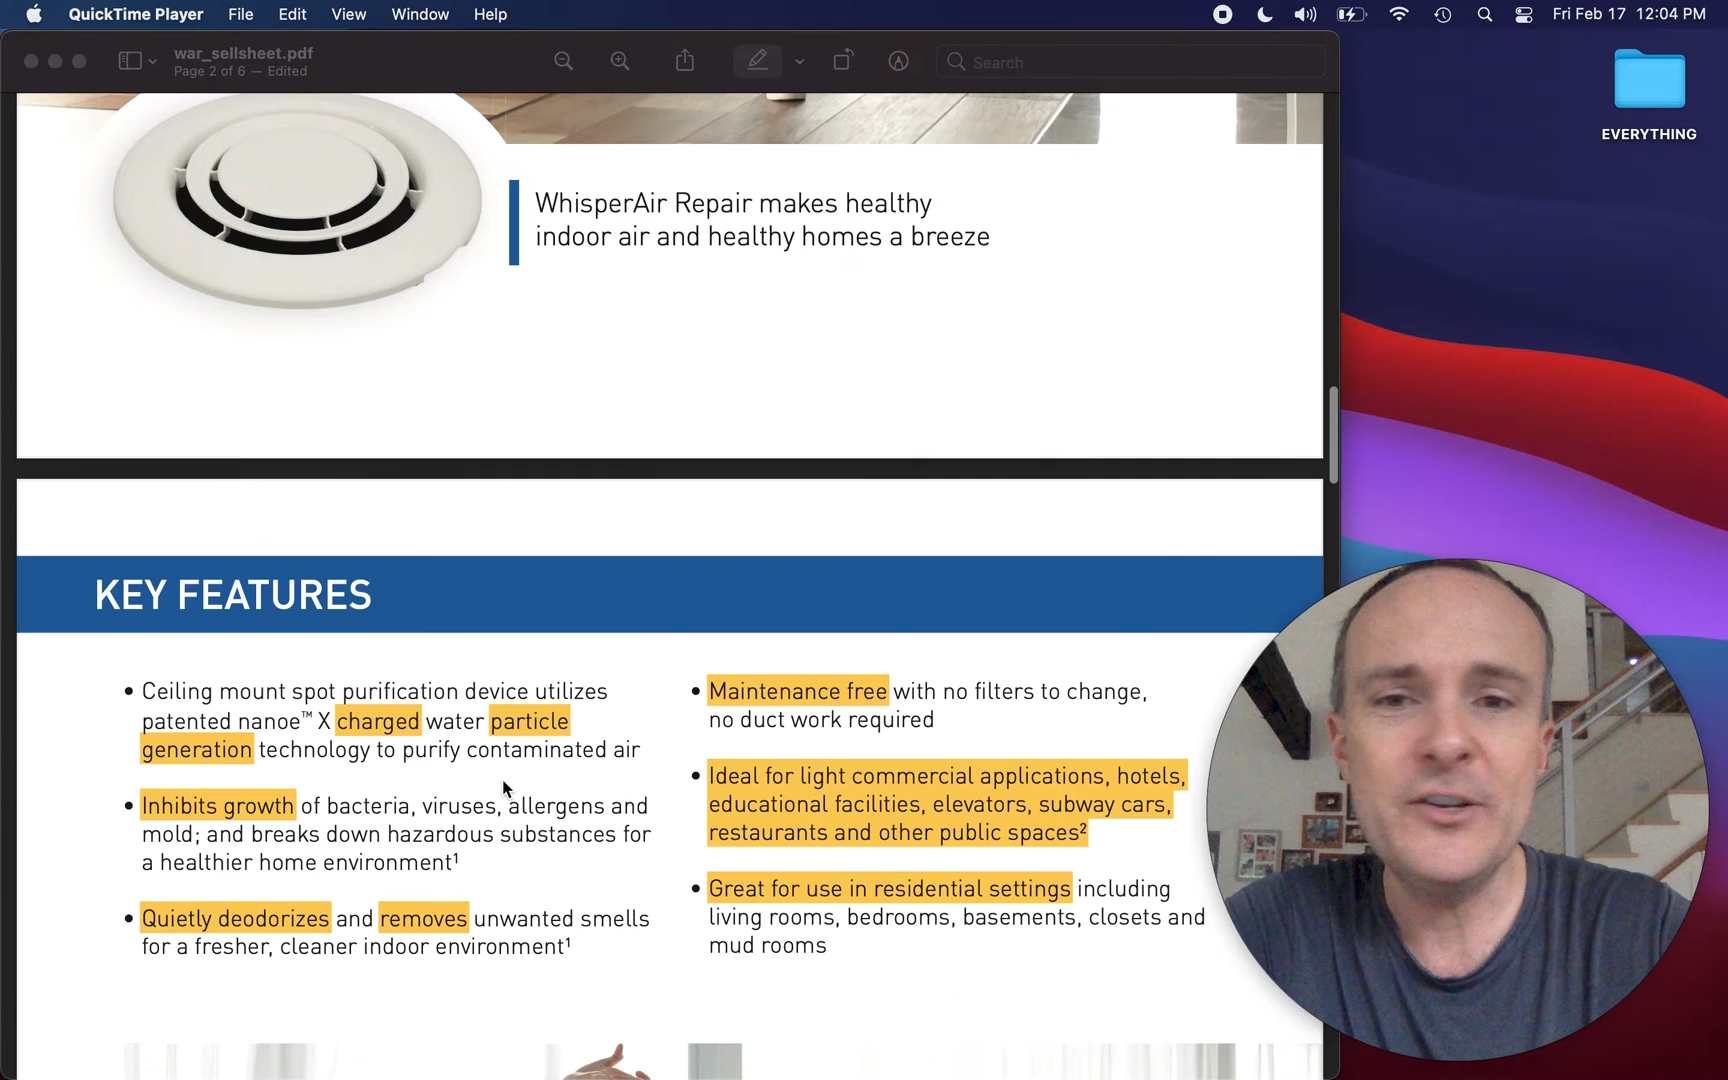 QuickTime Player File Edit View Window Help Fri Feb 17 12:04 PM
war_sellsheet.pdf
Page 2 of 6 — Edited
Search
EVERYTHING
WhisperAir Repair makes healthy
indoor air and healthy homes a breeze
KEY FEATURES
• Ceiling mount spot purification device utilizes
patented nanoe™ X charged water particle
generation technology to purify contaminated air
• Inhibits growth of bacteria, viruses, allergens and
mold; and breaks down hazardous substances for
a healthier home environment¹
• Quietly deodorizes and removes unwanted smells
for a fresher, cleaner indoor environment¹
• Maintenance free with no filters to change,
no duct work required
• Ideal for light commercial applications, hotels,
educational facilities, elevators, subway cars,
restaurants and other public spaces²
• Great for use in residential settings including
living rooms, bedrooms, basements, closets and
mud rooms